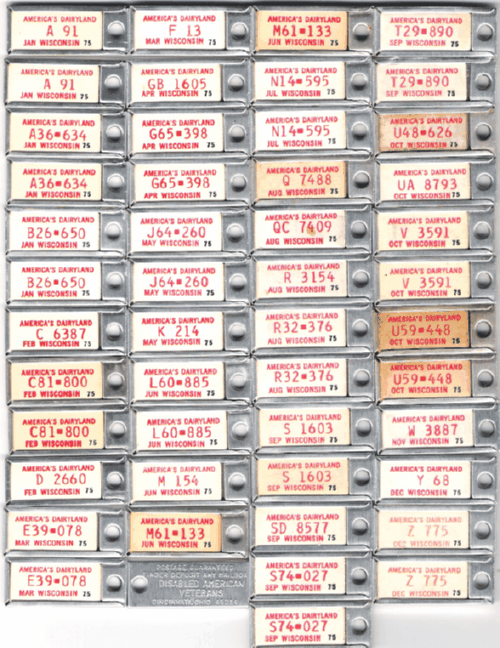 AMERICA'S DAIRYLAND
A 91
JAN WISCONSIN 75
AMERICA'S DAIRYLAND
A 91
JAN WISCONSIN 75
AMERICA'S DAIRYLAND
A36▪634
JAN WISCONSIN 75
AMERICA'S DAIRYLAND
A36▪634
JAN WISCONSIN 76
AMERICA'S DAIRYLAND
B26▪650
JAN WISCONSIN 76
AMERICA'S DAIRYLAND
B26▪650
JAN WISCONSIN 75
AMERICA'S DAIRYLAND
C 6387
FEB WISCONSIN 75
AMERICA'S DAIRYLAND
C81▪800
FEB WISCONSIN 75
AMERICA'S DAIRYLAND
C81▪800
FEB WISCONSIN 76
AMERICA'S DAIRYLAND
D 2660
FEB WISCONSIN 75
AMERICA'S DAIRYLAND
E39▪078
MAR WISCONSIN 75
AMERICA'S DAIRYLAND
E39▪078
MAR WISCONSIN 75
AMERICA'S DAIRYLAND
F 13
MAR WISCONSIN 75
AMERICA'S DAIRYLAND
GB 1605
APR WISCONSIN 75
AMERICA'S DAIRYLAND
G65▪398
APR WISCONSIN 75
AMERICA'S DAIRYLAND
G65▪398
APR WISCONSIN 75
AMERICA'S DAIRYLAND
J64▪260
MAY WISCONSIN 75
AMERICA'S DAIRYLAND
J64▪260
MAY WISCONSIN 75
AMERICA'S DAIRYLAND
K 214
MAY WISCONSIN 75
AMERICA'S DAIRYLAND
L60▪885
JUN WISCONSIN 75
AMERICA'S DAIRYLAND
L60▪885
JUN WISCONSIN 75
AMERICA'S DAIRYLAND
M 154
JUN WISCONSIN 75
AMERICA'S DAIRYLAND
M61▪133
JUN WISCONSIN 75
POSTAGE GUARANTEED
DEPOSIT ANY MAILBOX
DISABLED AMERICAN
VETERANS
CINCINNATI, OHIO
AMERICA'S DAIRYLAND
M61▪133
JUN WISCONSIN 75
AMERICA'S DAIRYLAND
N14▪595
JUL WISCONSIN 75
AMERICA'S DAIRYLAND
N14▪595
JUL WISCONSIN 75
AMERICA'S DAIRYLAND
Q 7488
AUG WISCONSIN 75
AMERICA'S DAIRYLAND
QC 7409
AUG WISCONSIN 75
AMERICA'S DAIRYLAND
R 3154
AUG WISCONSIN 75
AMERICA'S DAIRYLAND
R32▪376
AUG WISCONSIN 75
AMERICA'S DAIRYLAND
R32▪376
AUG WISCONSIN 75
AMERICA'S DAIRYLAND
S 1603
SEP WISCONSIN 75
AMERICA'S DAIRYLAND
S 1603
SEP WISCONSIN 75
AMERICA'S DAIRYLAND
SD 8577
SEP WISCONSIN 75
AMERICA'S DAIRYLAND
S74▪027
SEP WISCONSIN 75
AMERICA'S DAIRYLAND
S74▪027
SEP WISCONSIN 75
AMERICA'S DAIRYLAND
T29▪890
SEP WISCONSIN 75
AMERICA'S DAIRYLAND
T29▪890
SEP WISCONSIN 75
AMERICA'S DAIRYLAND
U48▪626
OCT WISCONSIN 75
AMERICA'S DAIRYLAND
UA 8793
OCT WISCONSIN 75
AMERICA'S DAIRYLAND
V 3591
OCT WISCONSIN 75
AMERICA'S DAIRYLAND
V 3591
OCT WISCONSIN 75
AMERICA'S DAIRYLAND
U59▪448
OCT WISCONSIN 76
AMERICA'S DAIRYLAND
U59▪448
OCT WISCONSIN 75
AMERICA'S DAIRYLAND
W 3887
NOV WISCONSIN 75
AMERICA'S DAIRYLAND
Y 68
DEC WISCONSIN 75
AMERICA'S DAIRYLAND
Z 775
DEC WISCONSIN 75
AMERICA'S DAIRYLAND
Z 775
DEC WISCONSIN 75